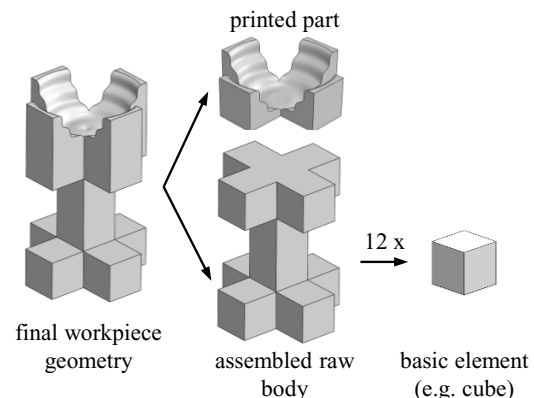 printed part
12 x
final workpiece
geometry
assembled raw
body
basic element
(e.g. cube)